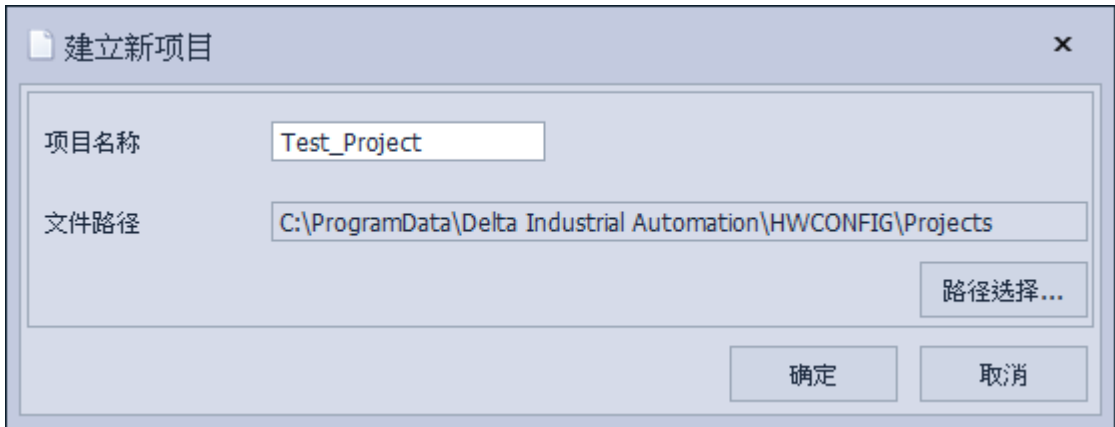 建立新项目
项目名称 Test_Project
文件路径 C:\ProgramData\Delta Industrial Automation\HWCONFIG\Projects
路径选择...
确定 取消